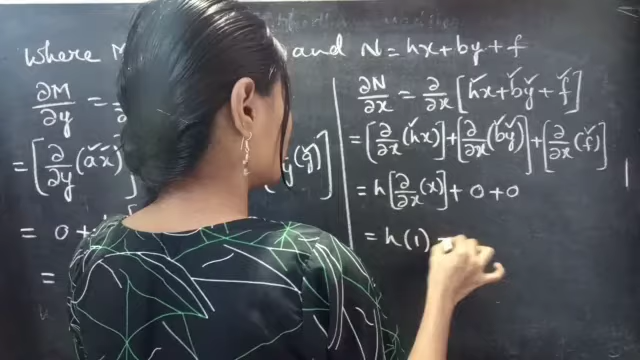 where M and N = hx + by + f
∂M/∂y =
= [∂/∂y (ax)] (g)]
= 0 +
=
∂N/∂x = ∂/∂x [hx + by + f]
= [∂/∂x (hx)] + [∂/∂x (by)] + [∂/∂x (f)]
= h [∂/∂x (x)] + 0 + 0
= h (1)